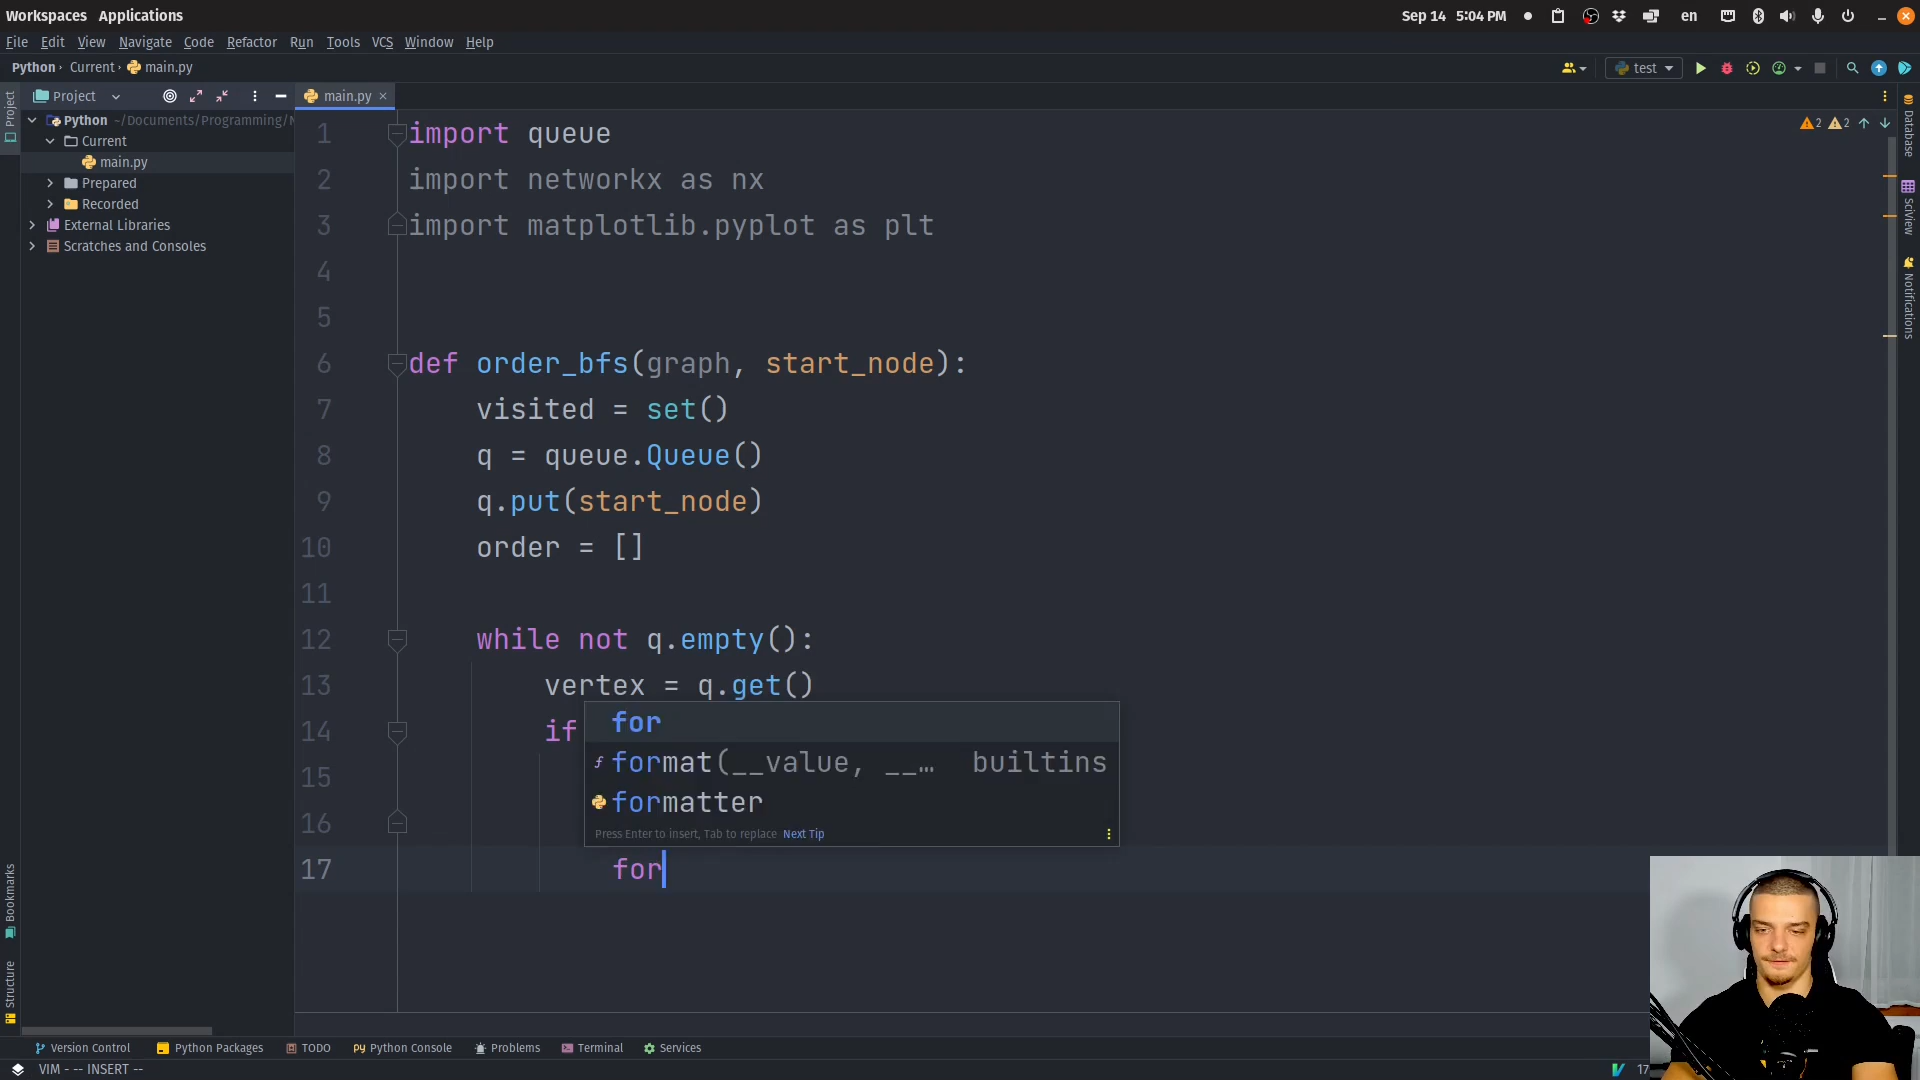 Workspaces Applications Sep 14 5:04 PM en
File Edit View Navigate Code Refactor Run Tools VCS Window Help
Python Current main.py test
Project Project main.py
Python ~/Documents/Programming/
Current
main.py
Prepared
Recorded
External Libraries
Scratches and Consoles
1 import queue
2 import networkx as nx
3 import matplotlib.pyplot as plt
4
5
6 def order_bfs(graph, start_node):
7 visited = set()
8 q = queue.Queue()
9 q.put(start_node)
10 order = []
11
12 while not q.empty():
13 vertex = q.get()
14 if
15
16
17 for
for
format(__value, __… builtins
formatter
Press Enter to insert, Tab to replace Next Tip
2 2
Database
SciView
Notifications
Bookmarks
Structure
Version Control Python Packages TODO Python Console Problems Terminal Services
VIM - -- INSERT -- 17